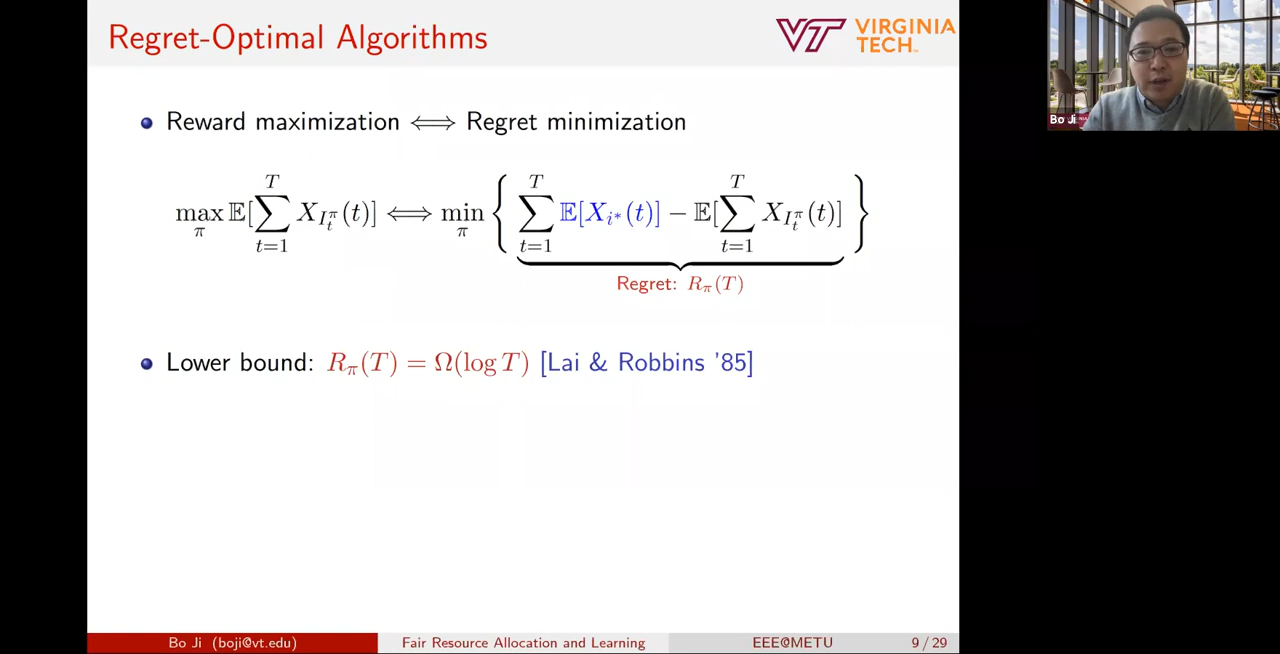 Regret-Optimal Algorithms
VT VIRGINIA TECH
Reward maximization ⟺ Regret minimization
max_π 𝔼[∑_{t=1}^{T} X_{I_t^π}(t)] ⟺ min_π { ∑_{t=1}^{T} 𝔼[X_{i*}(t)] − 𝔼[∑_{t=1}^{T} X_{I_t^π}(t)] }
Regret: R_π(T)
Lower bound: R_π(T) = Ω(log T) [Lai & Robbins '85]
Bo Ji (boji@vt.edu) Fair Resource Allocation and Learning EEE@METU 9 / 29
Bo Ji